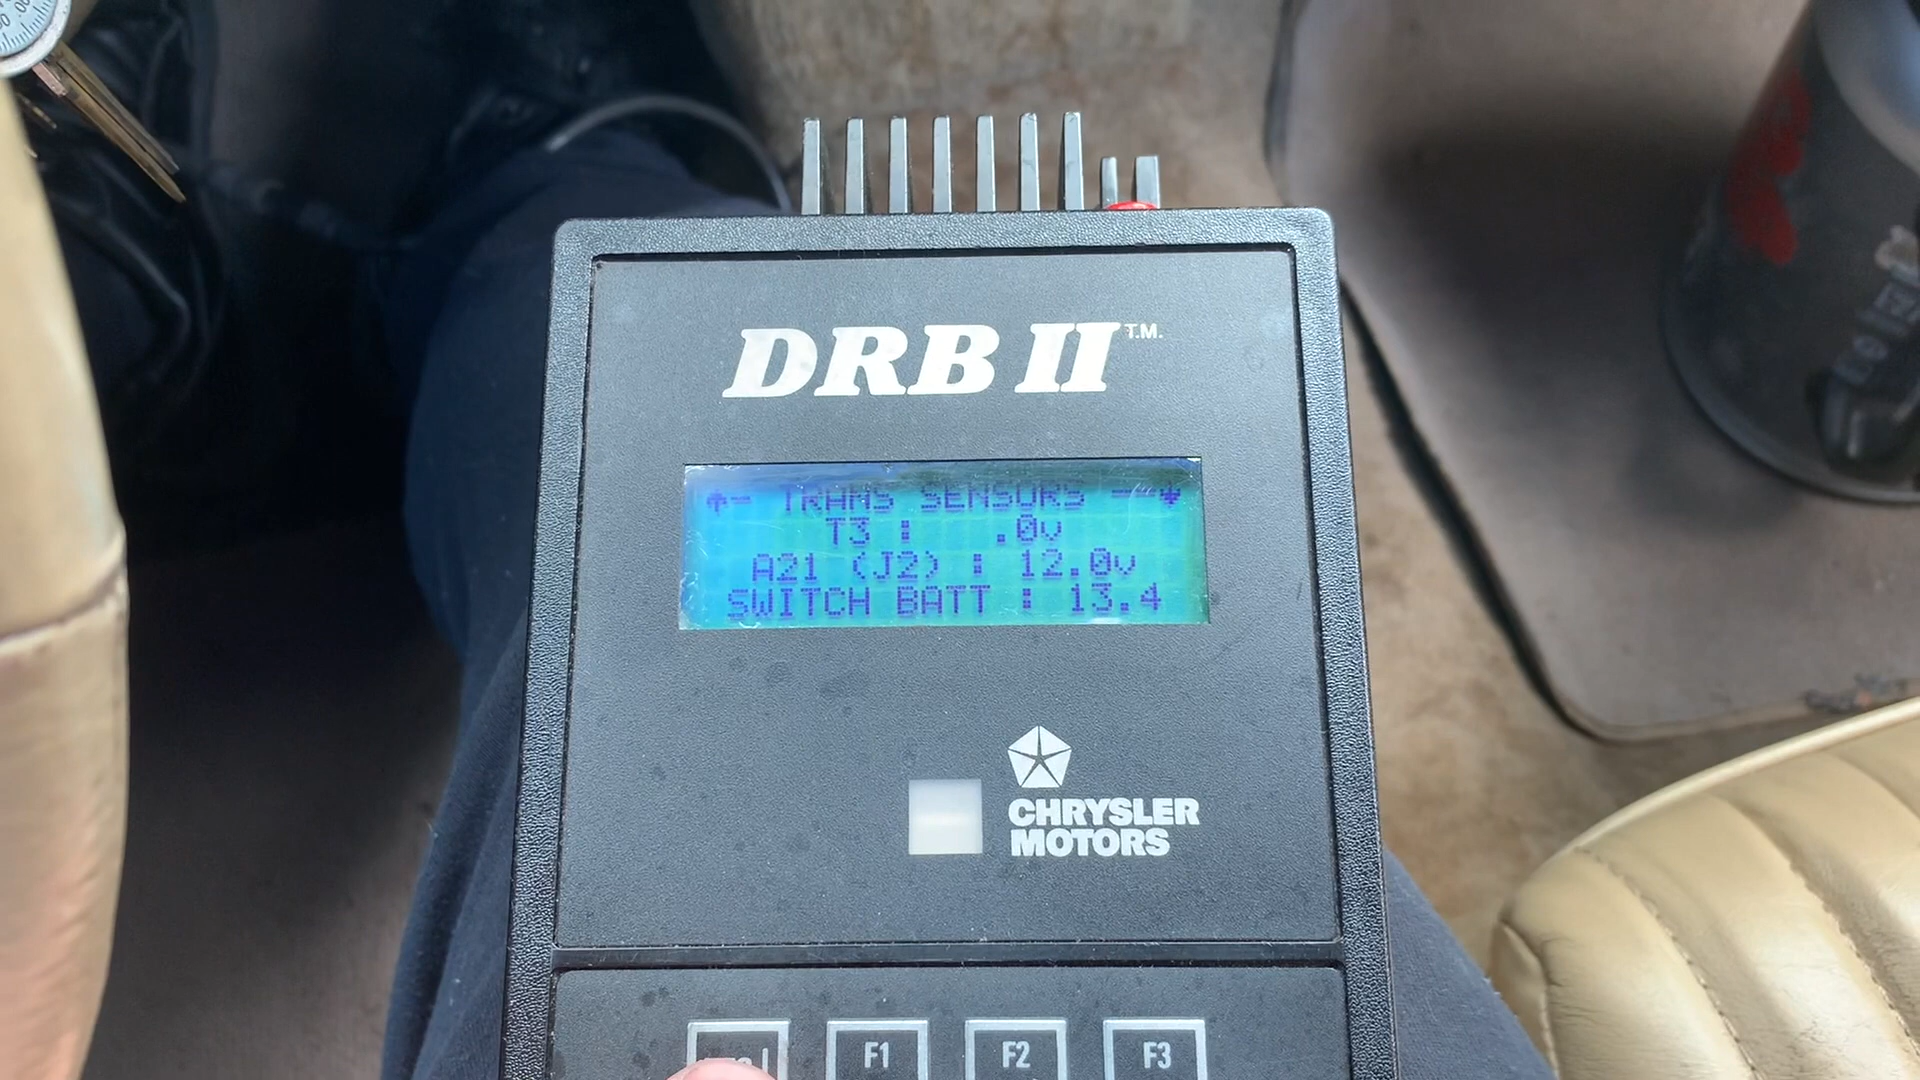 DRB II T.M.
←- TRANS SENSORS --→
T3 : .0v
A21 (J2) : 12.0v
SWITCH BATT : 13.4
CHRYSLER
MOTORS
F1 F2 F3